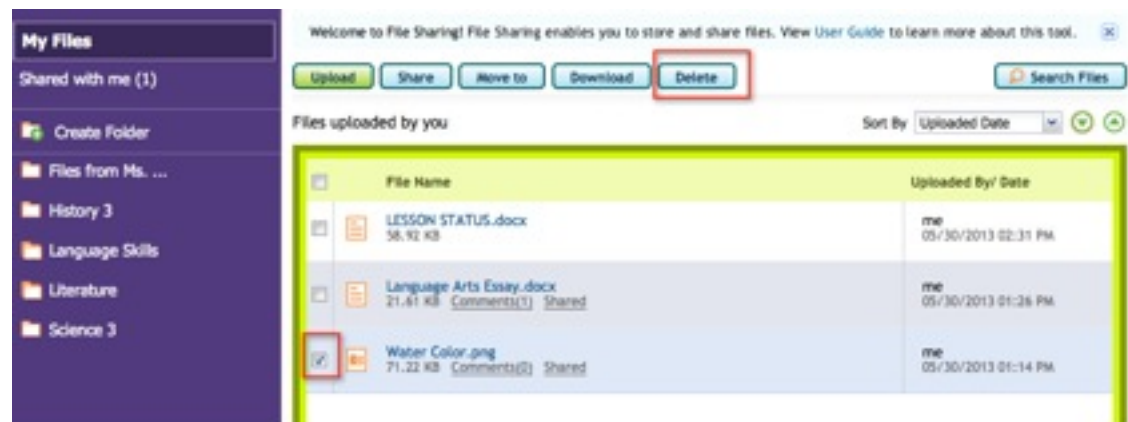 My Files
Shared with me (1)
Create Folder
Files from Ms. ...
History 3
Language Skills
Literature
Science 3
Welcome to File Sharing! File Sharing enables you to store and share files. View User Guide to learn more about this tool.
Upload Share Move to Download Delete Search Files
Files uploaded by you Sort By Uploaded Date
File Name Uploaded By/ Date
LESSON STATUS.docx me
58.92 KB 05/30/2013 02:31 PM
Language Arts Essay.docx me
21.61 KB Comments(1) Shared 05/30/2013 01:26 PM
Water Color.png me
71.22 KB Comments(0) Shared 05/30/2013 01:14 PM